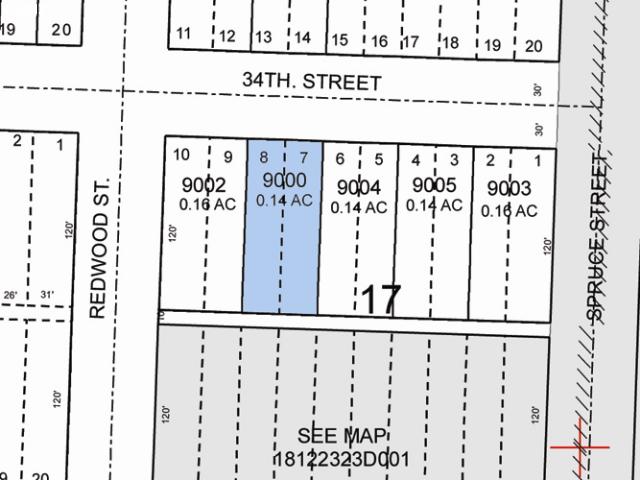 19 20
11 12 13 14 15 16 17 18 19 20
34TH. STREET
30'
30'
2 1
10 9 8 7 6 5 4 3 2 1
9002 9000 9004 9005 9003
0.16 AC 0.14 AC 0.14 AC 0.14 AC 0.16 AC
REDWOOD ST.
SPRUCE STREET
120' 120' 120'
26' 31'
17
10
120' 120' 120'
SEE MAP
18122323D001
9 20